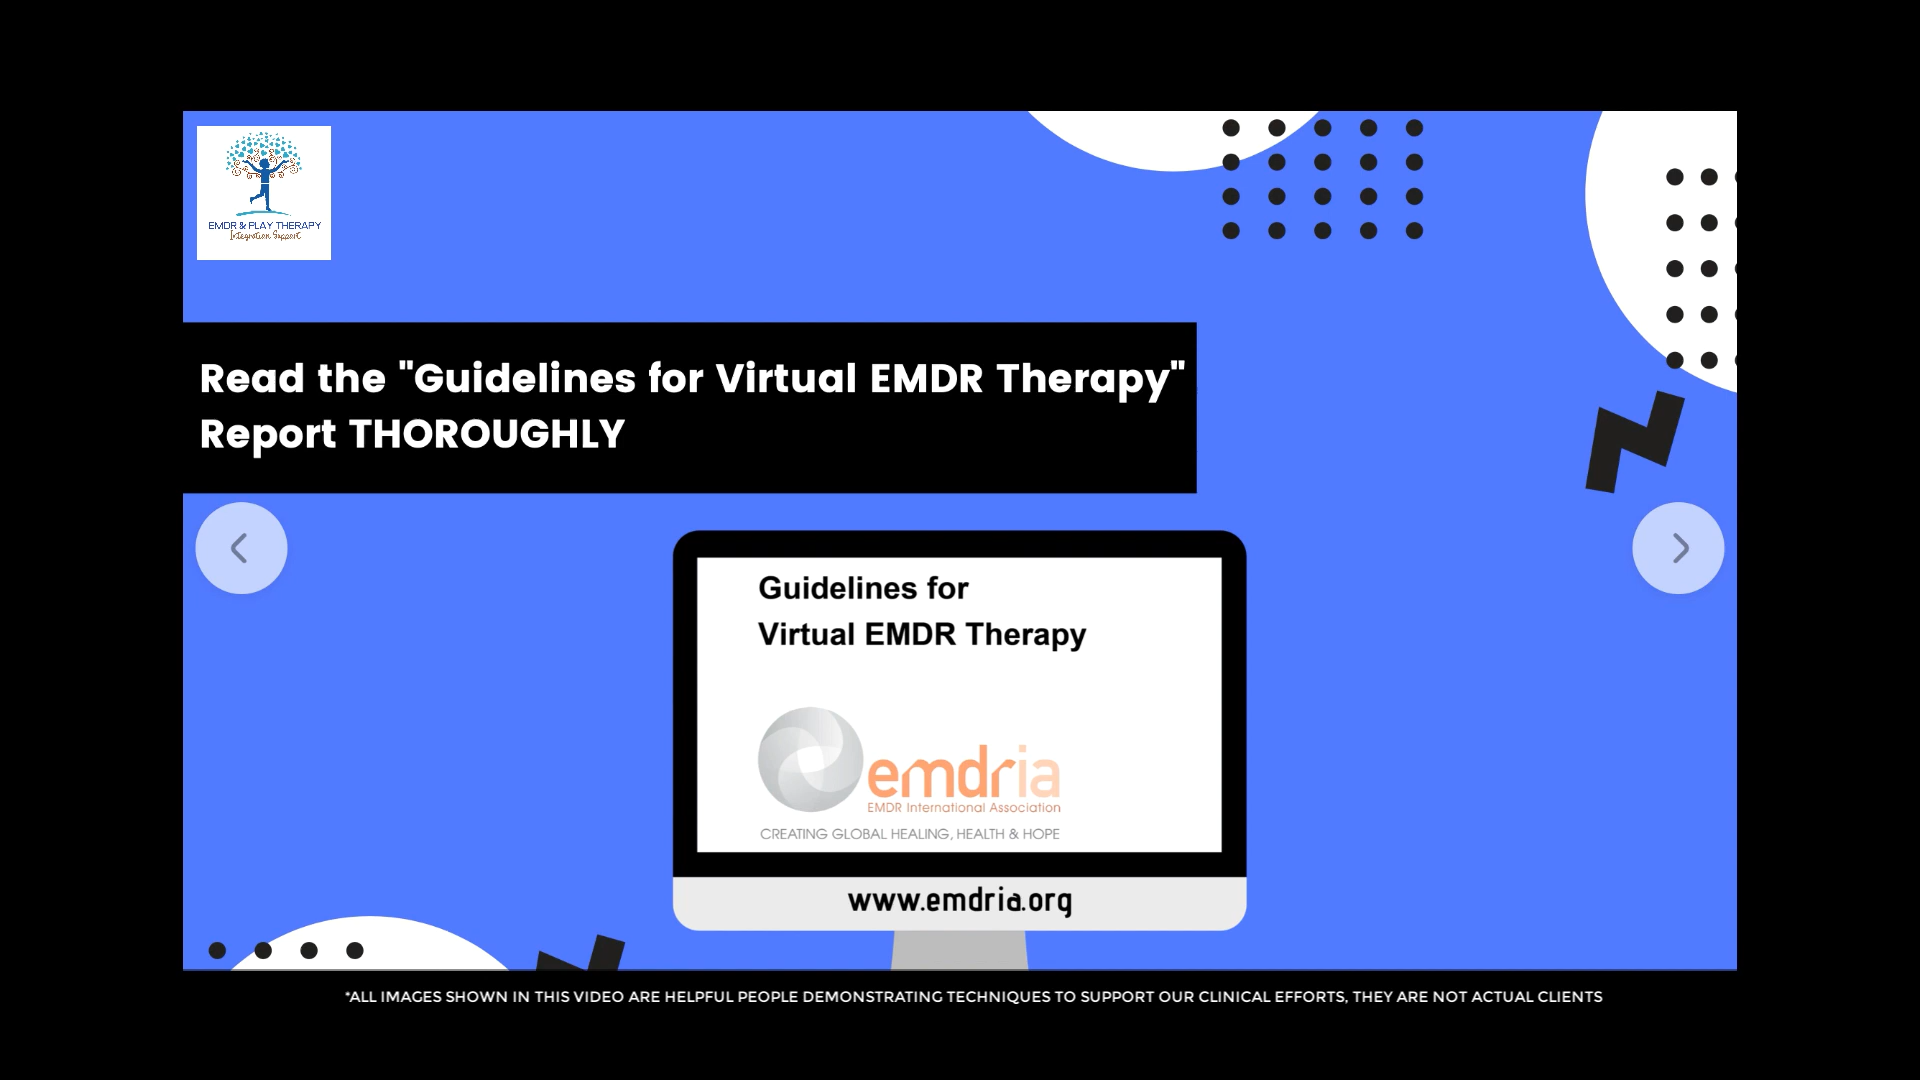 EMDR & PLAY THERAPY
Integration Support
Read the "Guidelines for Virtual EMDR Therapy"
Report THOROUGHLY
Guidelines for
Virtual EMDR Therapy
emdria
EMDR International Association
CREATING GLOBAL HEALING, HEALTH & HOPE
www.emdria.org
*ALL IMAGES SHOWN IN THIS VIDEO ARE HELPFUL PEOPLE DEMONSTRATING TECHNIQUES TO SUPPORT OUR CLINICAL EFFORTS, THEY ARE NOT ACTUAL CLIENTS